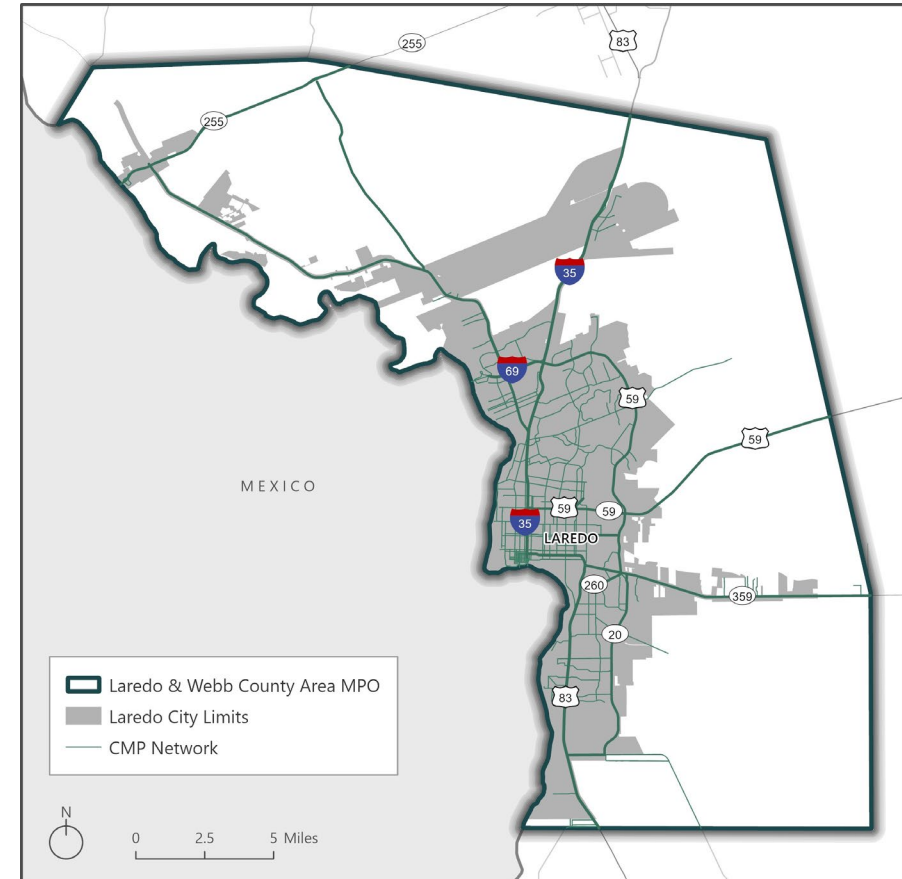 255
83
255
35
69
59
59
MEXICO
59
59
35
LAREDO
260
359
20
83
Laredo & Webb County Area MPO
Laredo City Limits
CMP Network
N
0 2.5 5 Miles